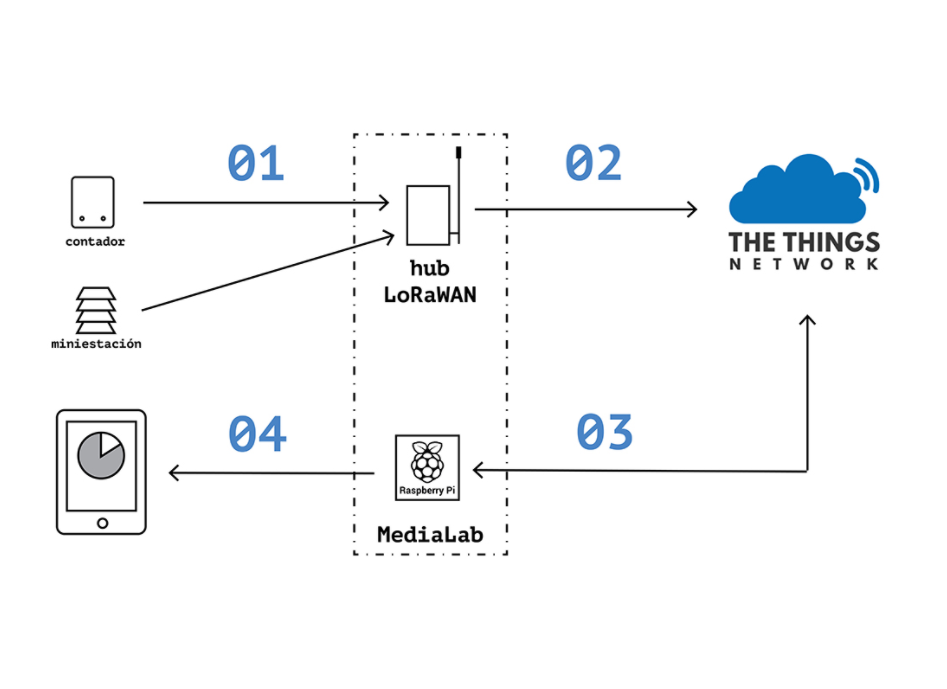 01
02
contador
hub
LoRaWAN
THE THINGS
NETWORK
miniestación
04
03
Raspberry Pi
MediaLab